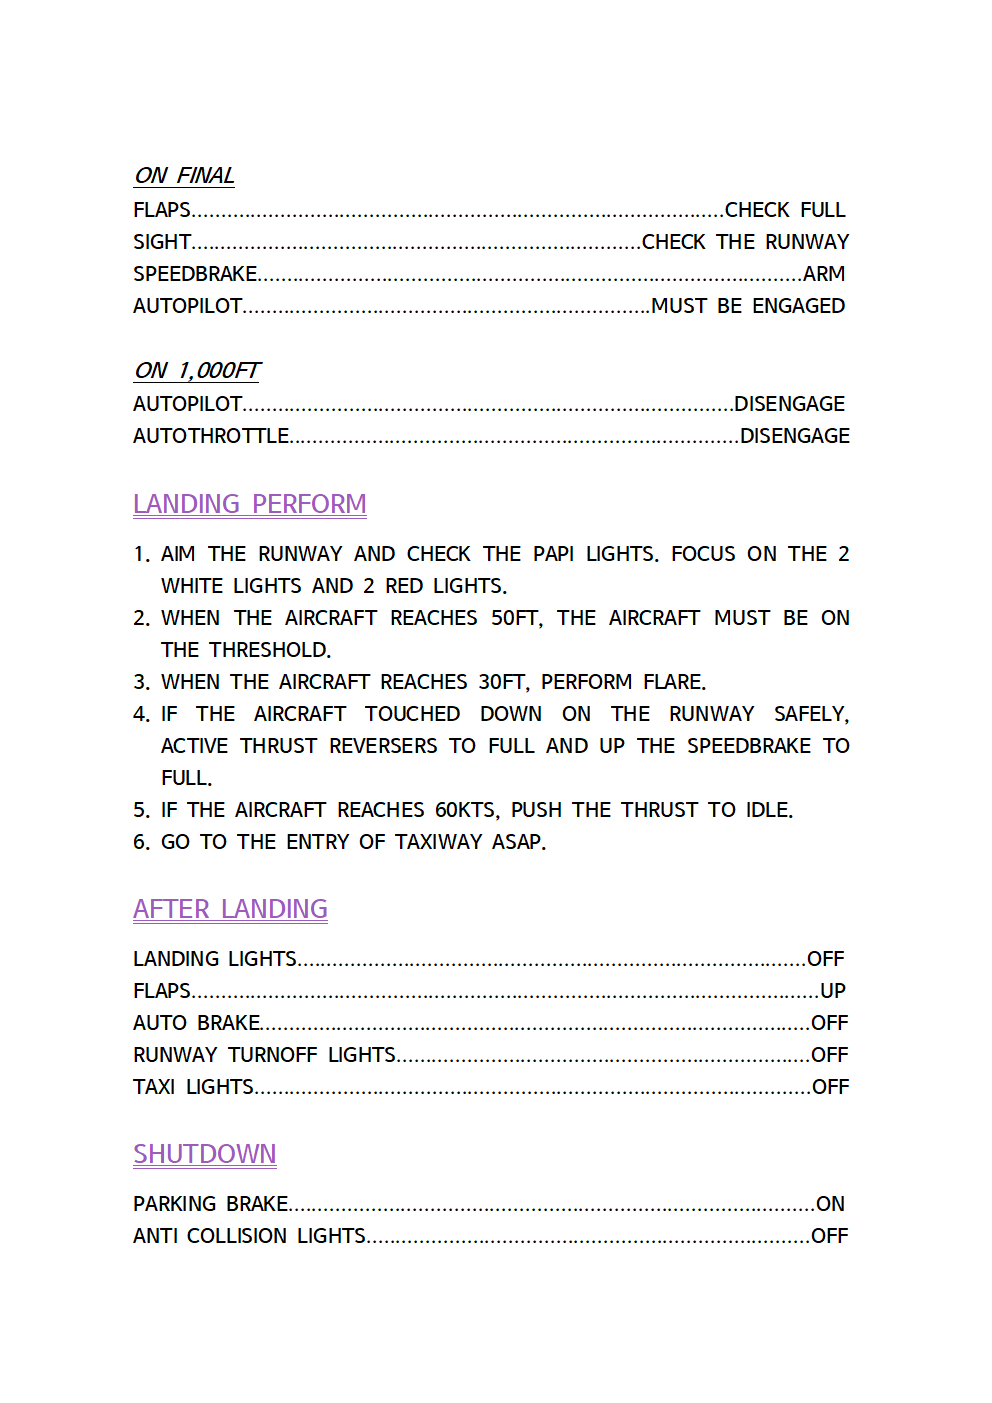 ON FINAL
FLAPS..........................................................................................CHECK FULL
SIGHT............................................................................CHECK THE RUNWAY
SPEEDBRAKE............................................................................................ARM
AUTOPILOT.....................................................................MUST BE ENGAGED
ON 1,000FT
AUTOPILOT...................................................................................DISENGAGE
AUTOTHROTTLE............................................................................DISENGAGE
LANDING PERFORM
1. AIM THE RUNWAY AND CHECK THE PAPI LIGHTS. FOCUS ON THE 2
WHITE LIGHTS AND 2 RED LIGHTS.
2. WHEN THE AIRCRAFT REACHES 50FT, THE AIRCRAFT MUST BE ON
THE THRESHOLD.
3. WHEN THE AIRCRAFT REACHES 30FT, PERFORM FLARE.
4. IF THE AIRCRAFT TOUCHED DOWN ON THE RUNWAY SAFELY,
ACTIVE THRUST REVERSERS TO FULL AND UP THE SPEEDBRAKE TO
FULL.
5. IF THE AIRCRAFT REACHES 60KTS, PUSH THE THRUST TO IDLE.
6. GO TO THE ENTRY OF TAXIWAY ASAP.
AFTER LANDING
LANDING LIGHTS......................................................................................OFF
FLAPS..........................................................................................................UP
AUTO BRAKE.............................................................................................OFF
RUNWAY TURNOFF LIGHTS......................................................................OFF
TAXI LIGHTS..............................................................................................OFF
SHUTDOWN
PARKING BRAKE.........................................................................................ON
ANTI COLLISION LIGHTS...........................................................................OFF